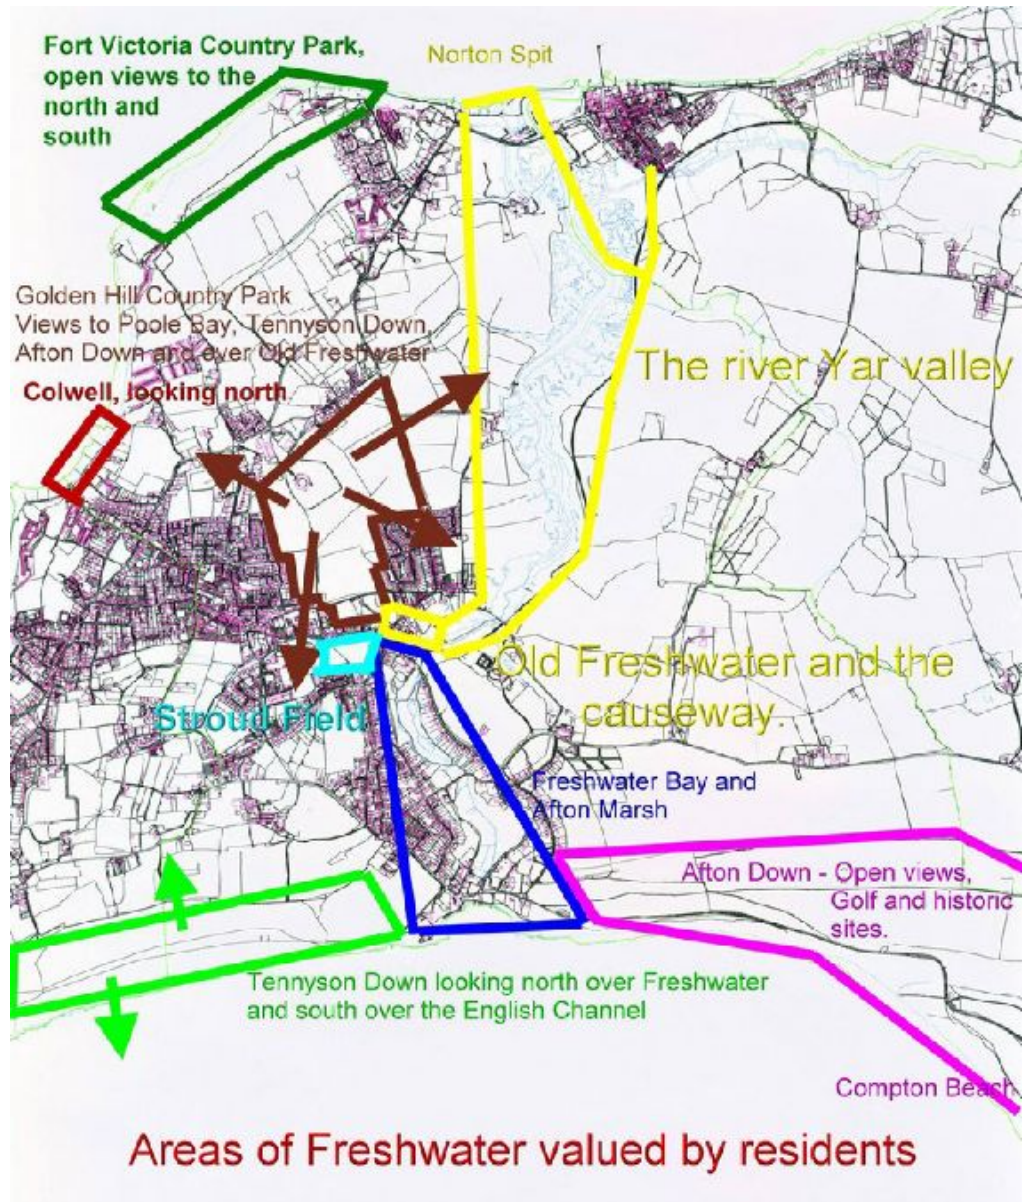 Fort Victoria Country Park,
open views to the
north and
south
Norton Spit
Golden Hill Country Park
Views to Poole Bay, Tennyson Down,
Afton Down and over Old Freshwater
Colwell, looking north
The river Yar valley
Old Freshwater and the
causeway.
Stroud Field
Freshwater Bay and
Afton Marsh
Afton Down - Open views,
Golf and historic
sites.
Tennyson Down looking north over Freshwater
and south over the English Channel
Compton Beach
Areas of Freshwater valued by residents